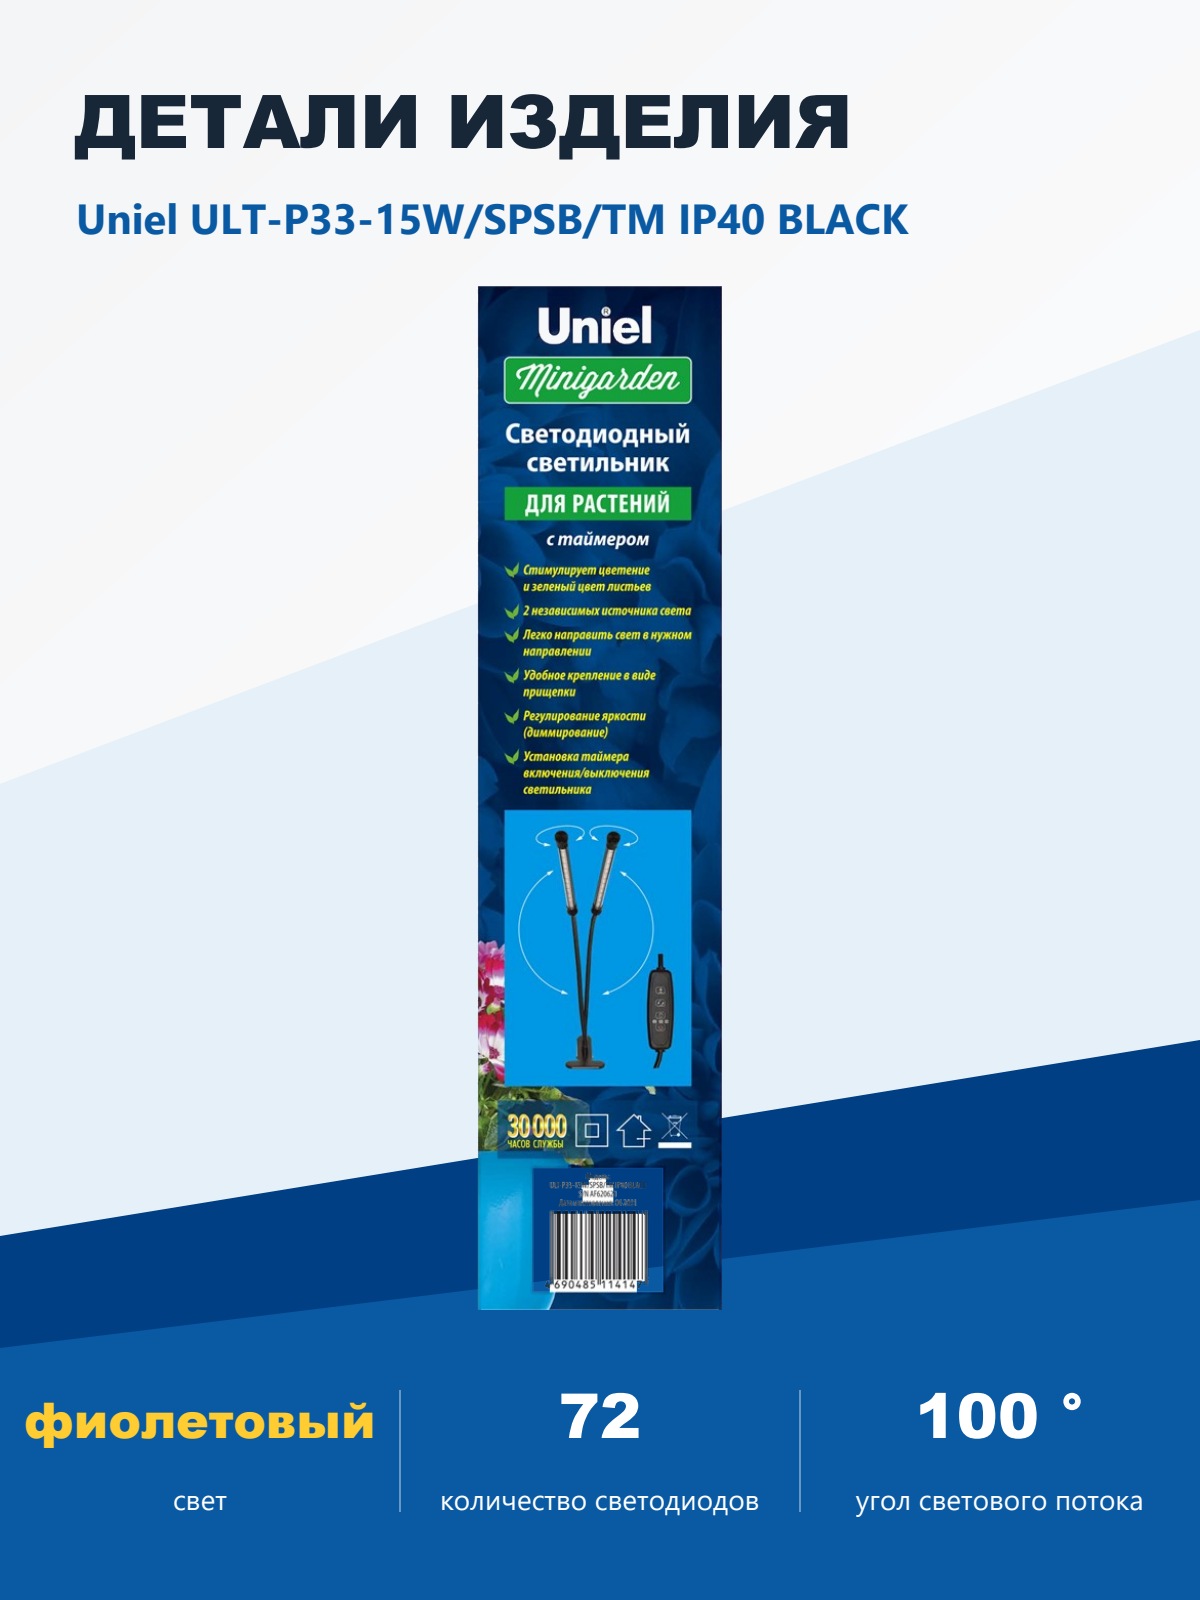 ДЕТАЛИ ИЗДЕЛИЯ
Uniel ULT-P33-15W/SPSB/TM IP40 BLACK
Uniel®
Minigarden
Светодиодный
светильник
ДЛЯ РАСТЕНИЙ
с таймером
Стимулирует цветение
и зеленый цвет листьев
2 независимых источника света
Легко направить свет в нужном
направлении
Удобное крепление в виде
прищепки
Регулирование яркости
(диммирование)
Установка таймера
включения/выключения
светильника
30 000
ЧАСОВ СЛУЖБЫ
690485 11414
фиолетовый
свет
72
количество светодиодов
100 °
угол светового потока